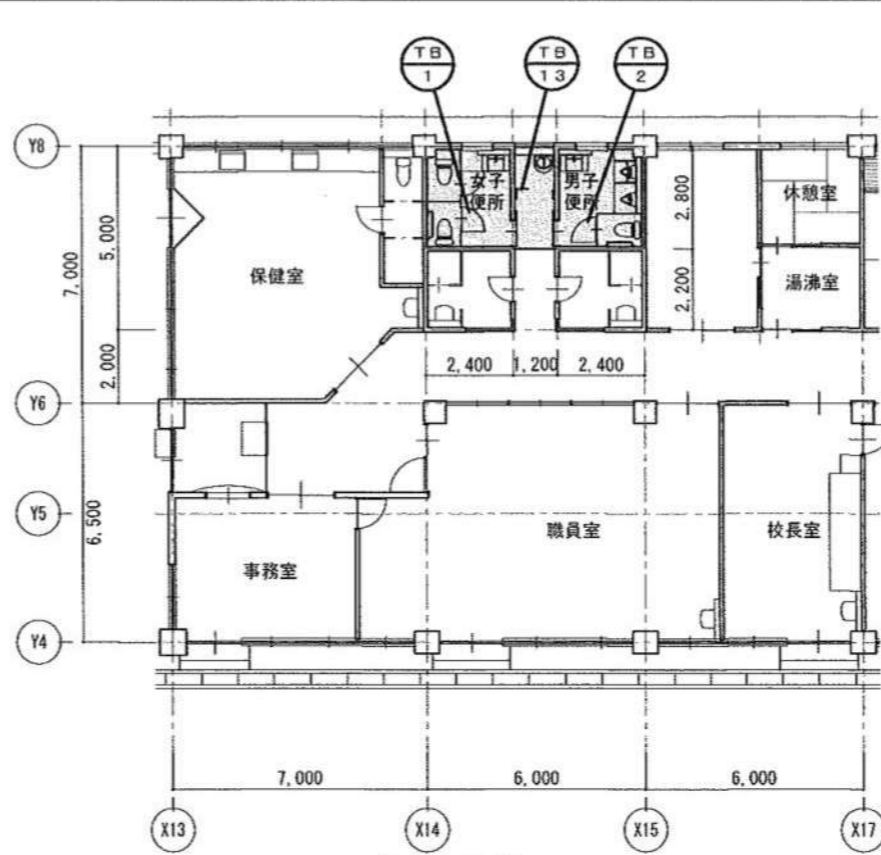 TB
1
TB
13
TB
2
Y8
女子
便所
男子
便所
休憩室
2,800
5,000
7,000
保健室
湯沸室
2,200
2,000
2,400
1,200
2,400
Y6
6,500
Y5
職員室
校長室
事務室
Y4
7,000
6,000
6,000
X13
X14
X15
X17